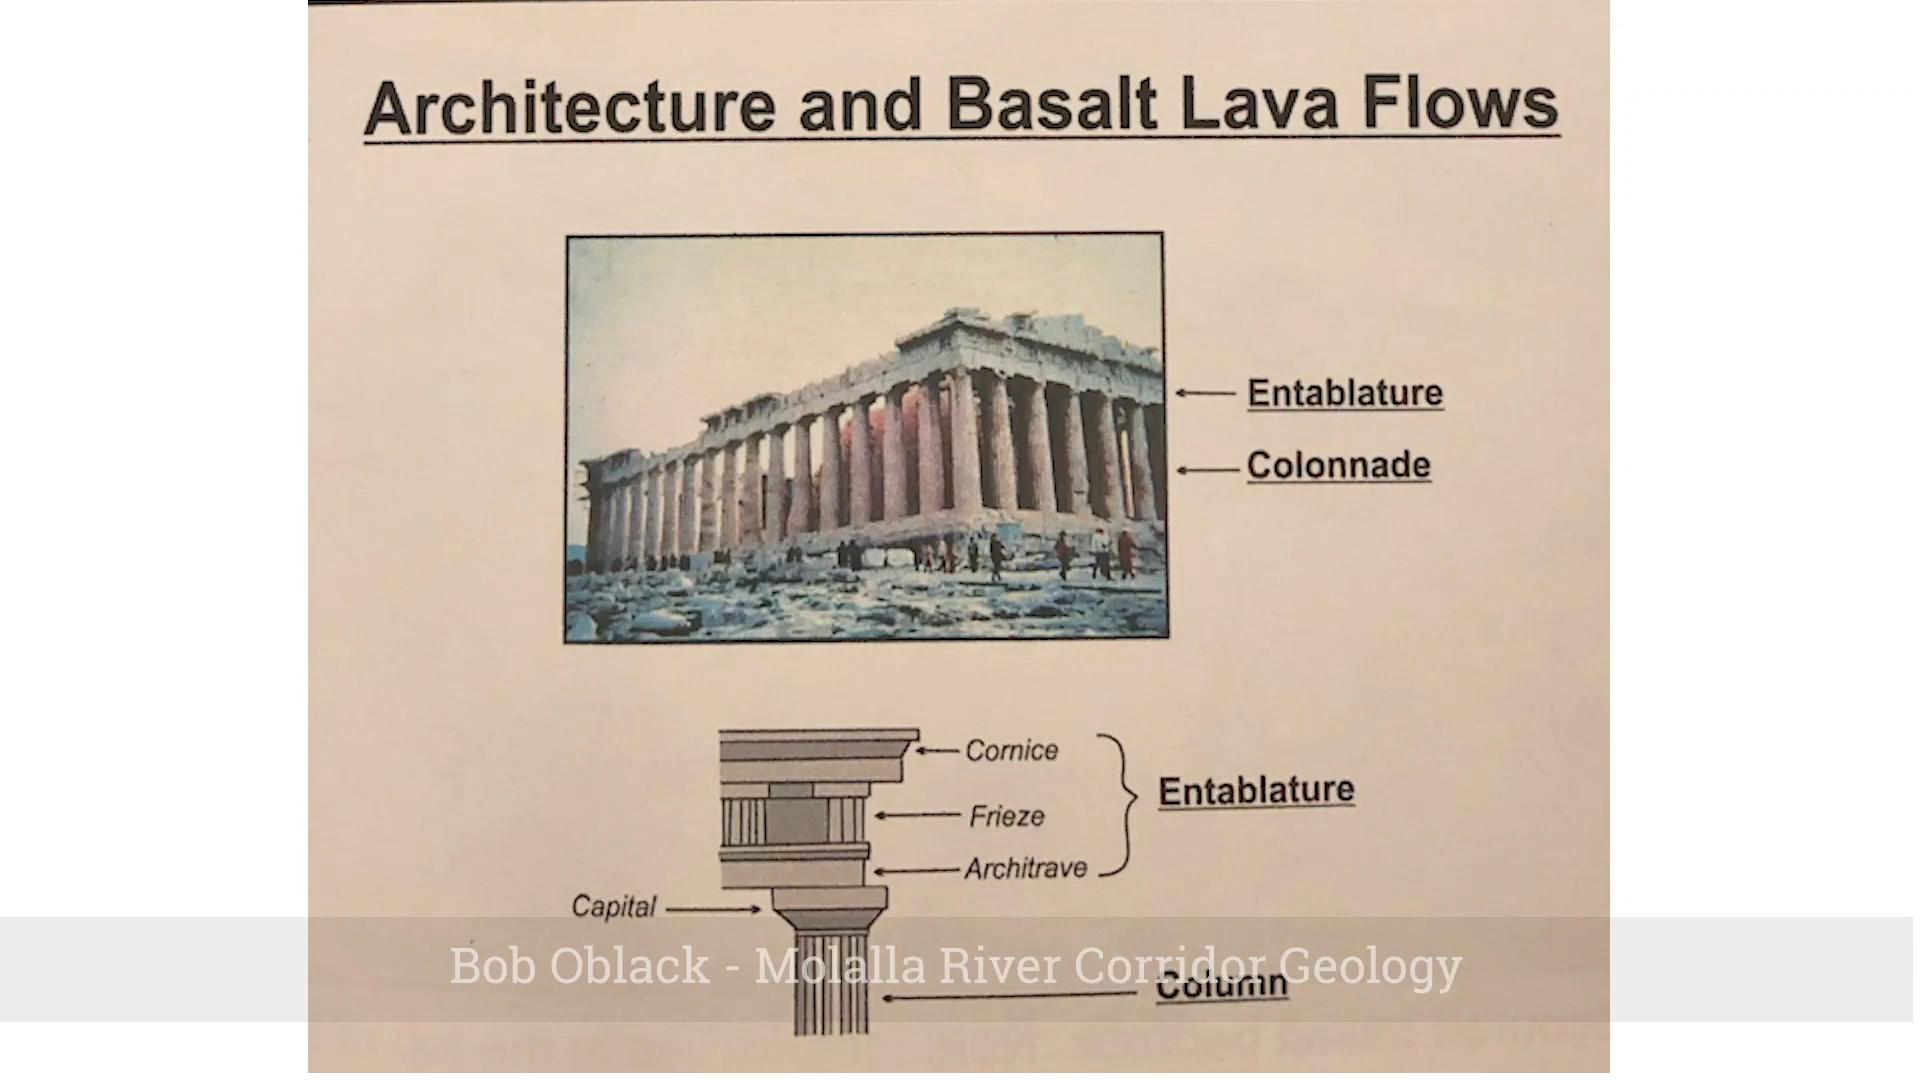 Architecture and Basalt Lava Flows
Entablature
Colonnade
Cornice
Frieze
Entablature
Architrave
Capital
Bob Oblack - Molalla River Corridor Geology
Column